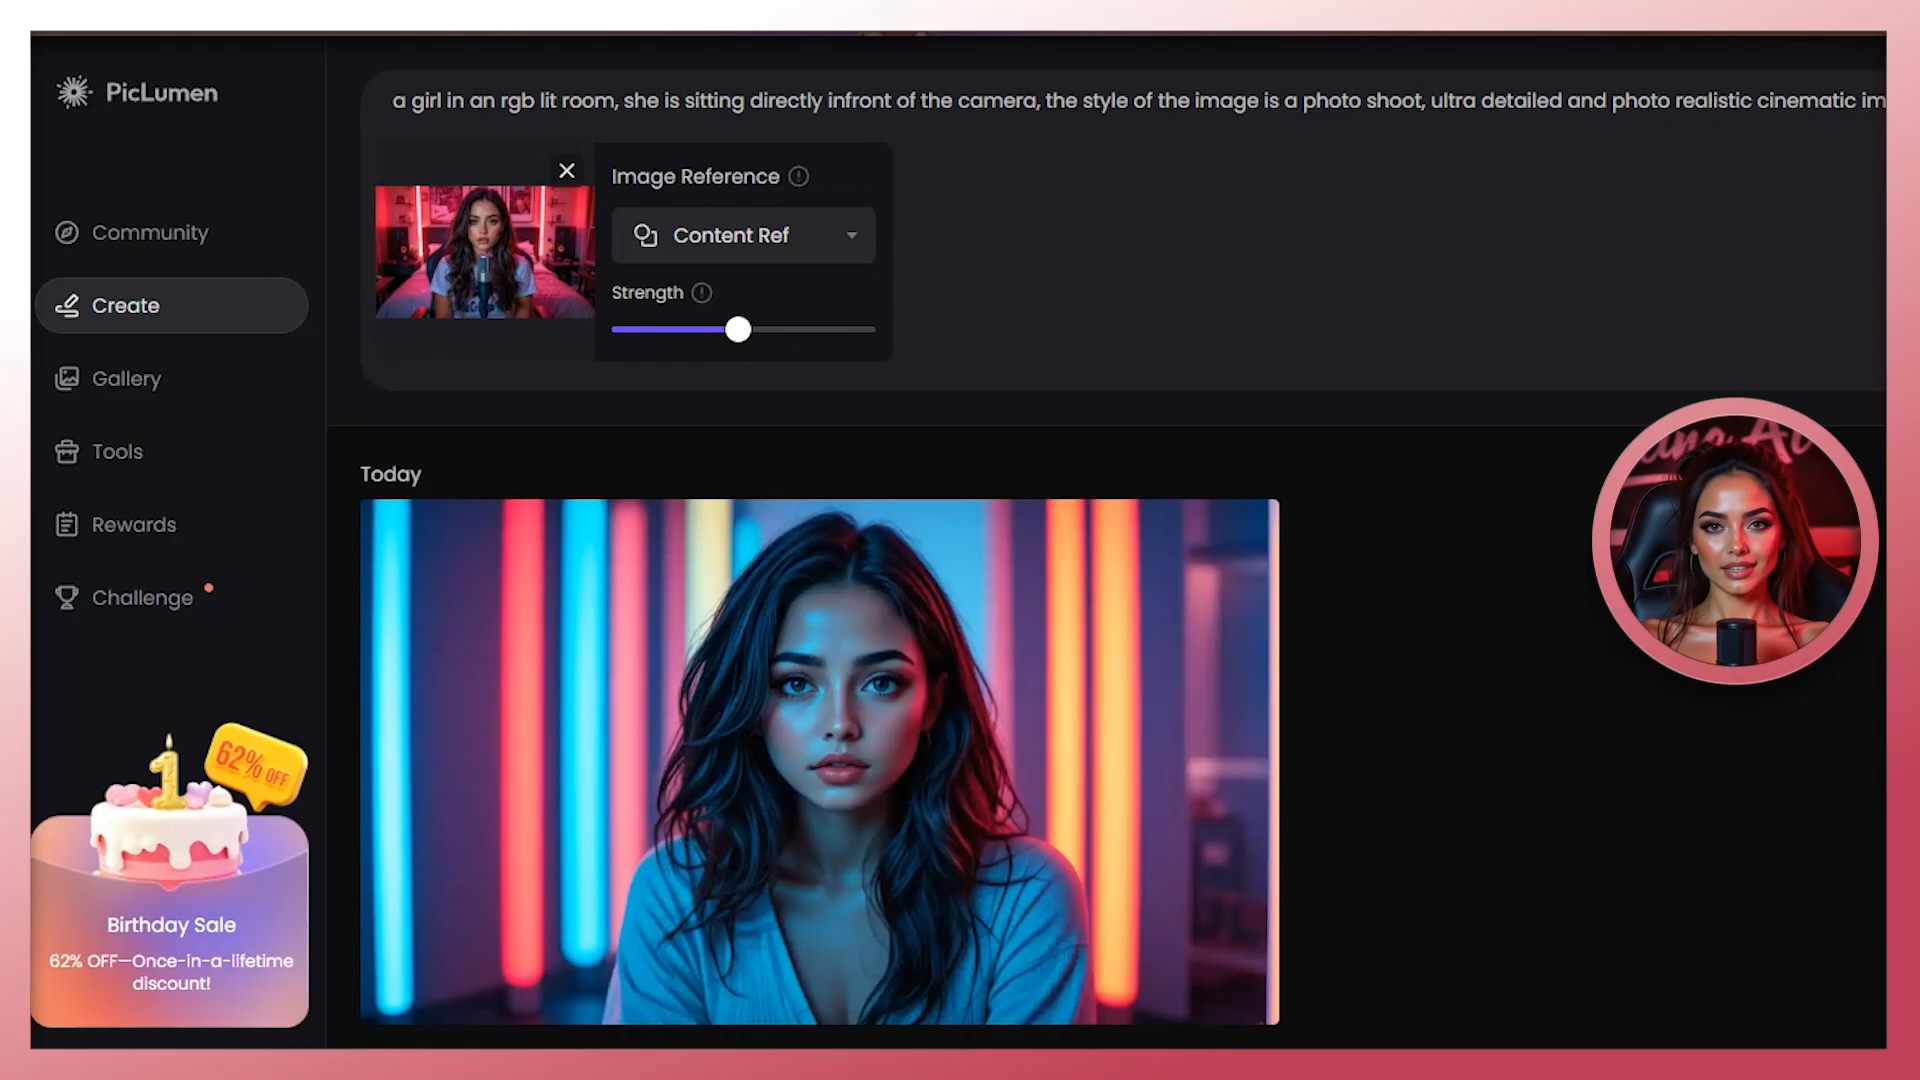 PicLumen
a girl in an rgb lit room, she is sitting directly infront of the camera, the style of the image is a photo shoot, ultra detailed and photo realistic cinematic im
Image Reference
Content Ref
Strength
Community
Create
Gallery
Tools
Rewards
Challenge
Today
1
62% OFF
Birthday Sale
62% OFF—Once-in-a-lifetime
discount!